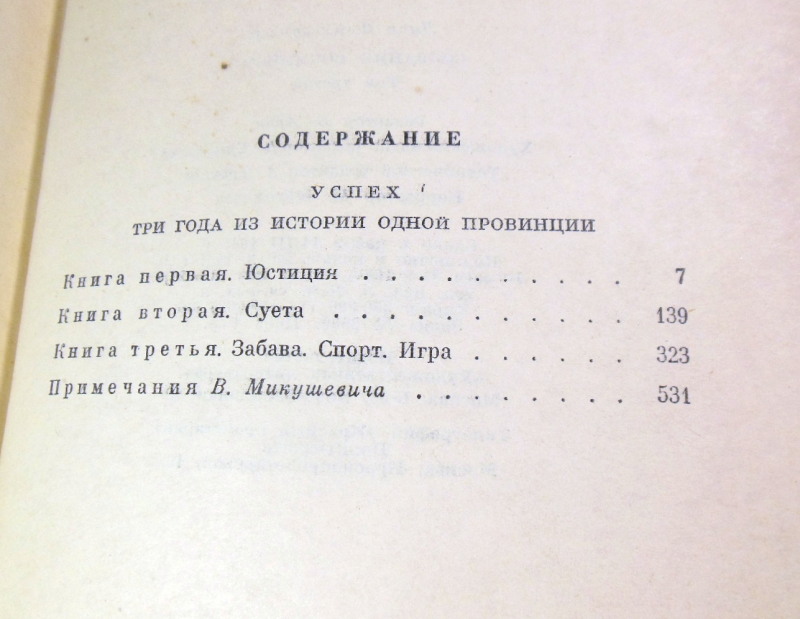 СОДЕРЖАНИЕ
УСПЕХ
ТРИ ГОДА ИЗ ИСТОРИИ ОДНОЙ ПРОВИНЦИИ
Книга первая. Юстиция . . . . . . . . . . 7
Книга вторая. Суета . . . . . . . . . . . 139
Книга третья. Забава. Спорт. Игра . . . . . . 323
Примечания В. Микушевича . . . . . . . 531